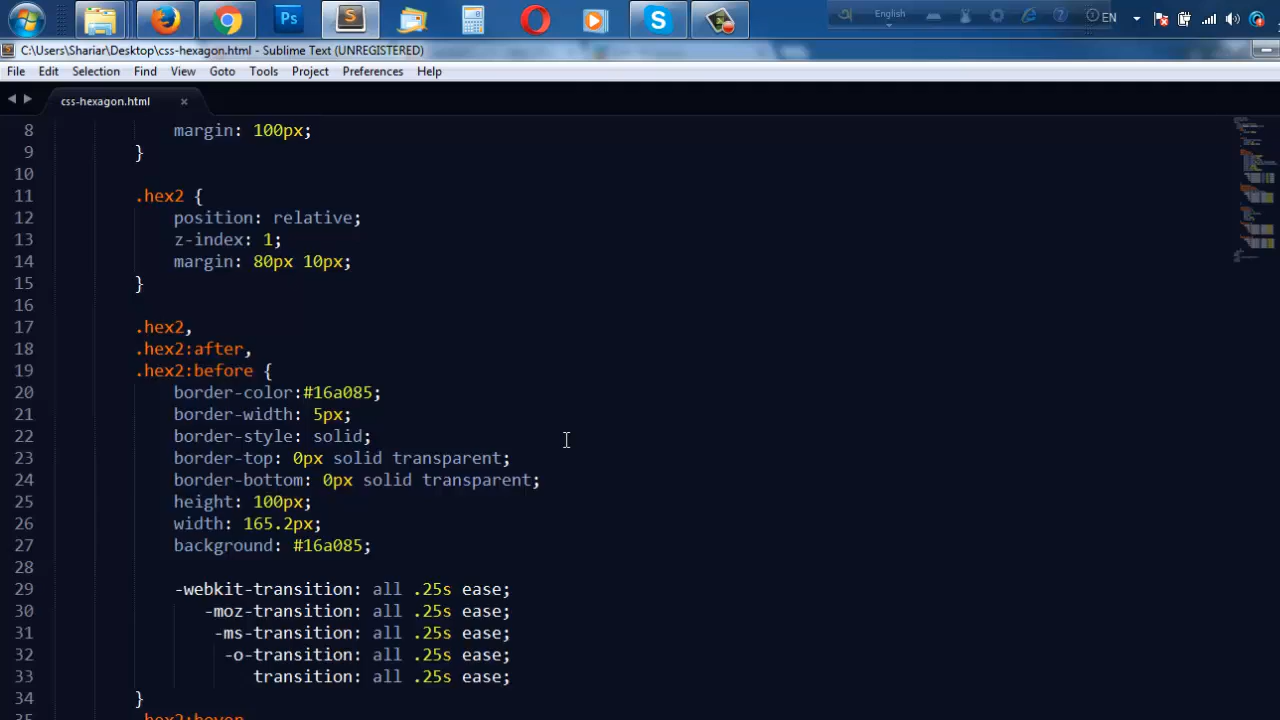 Ps
English
EN
C:\Users\Shariar\Desktop\css-hexagon.html - Sublime Text (UNREGISTERED)
File Edit Selection Find View Goto Tools Project Preferences Help
css-hexagon.html
8 margin: 100px;
9 }
10
11 .hex2 {
12 position: relative;
13 z-index: 1;
14 margin: 80px 10px;
15 }
16
17 .hex2,
18 .hex2:after,
19 .hex2:before {
20 border-color:#16a085;
21 border-width: 5px;
22 border-style: solid;
23 border-top: 0px solid transparent;
24 border-bottom: 0px solid transparent;
25 height: 100px;
26 width: 165.2px;
27 background: #16a085;
28
29 -webkit-transition: all .25s ease;
30 -moz-transition: all .25s ease;
31 -ms-transition: all .25s ease;
32 -o-transition: all .25s ease;
33 transition: all .25s ease;
34 }